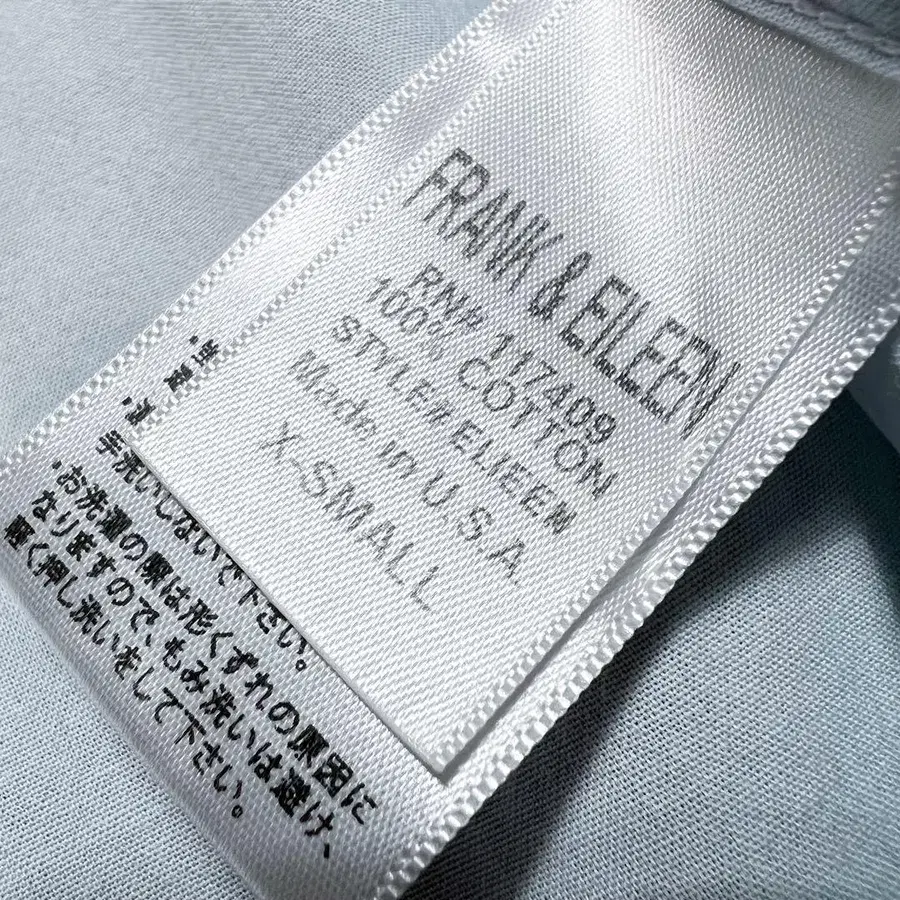 FRANK & EILEEN
RN# 117409
100% COTTON
STYLE# ELIEEN
Made in U.S.A.
X-SMALL
手洗いしないで下さい。
・お洗濯の際は形くずれの原因に
なりますので、もみ洗いは避け、
軽く押し洗いをして下さい。